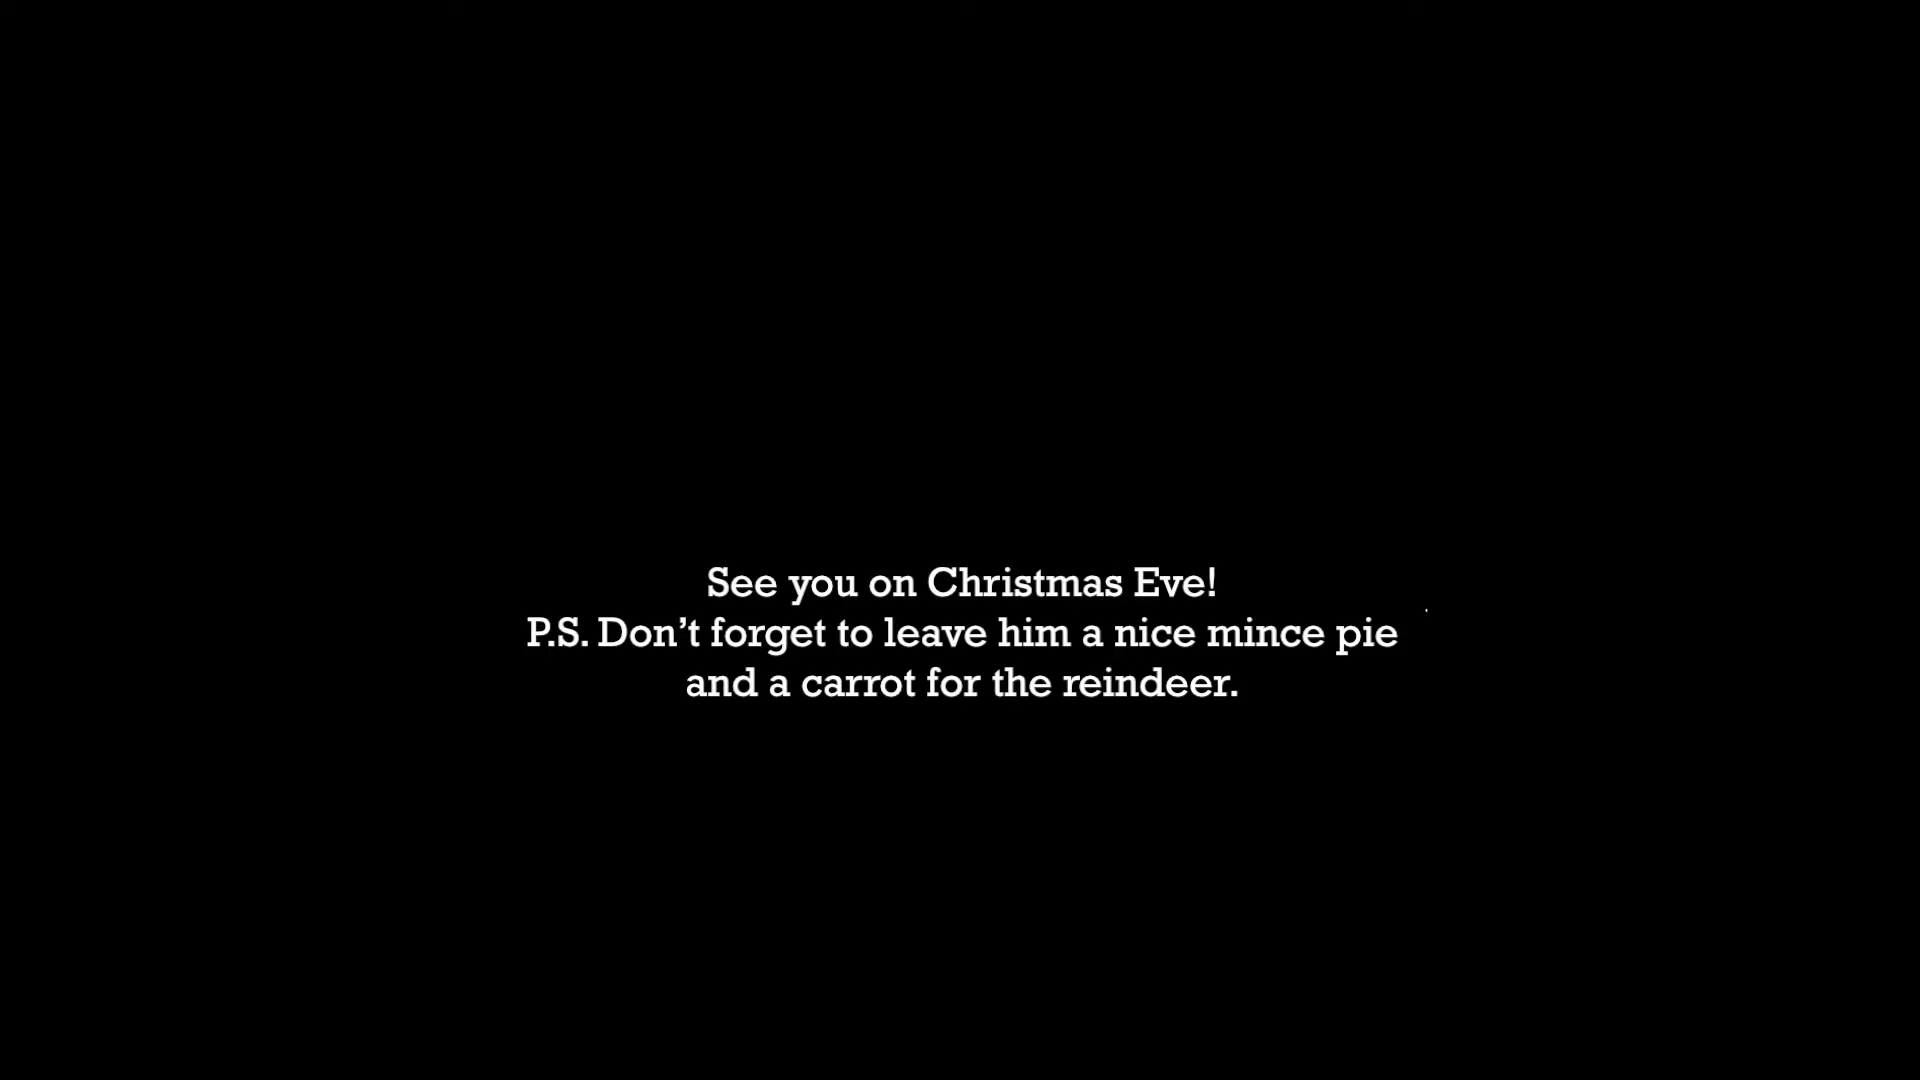 See you on Christmas Eve!
P.S. Don’t forget to leave him a nice mince pie
and a carrot for the reindeer.